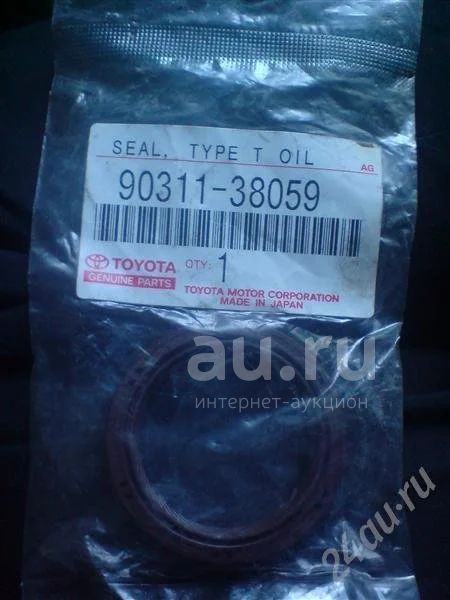 SEAL, TYPE T OIL
AG
90311-38059
TOYOTA QTY: 1
GENUINE PARTS
TOYOTA MOTOR CORPORATION
MADE IN JAPAN
au.ru
интернет-аукцион
24au.ru